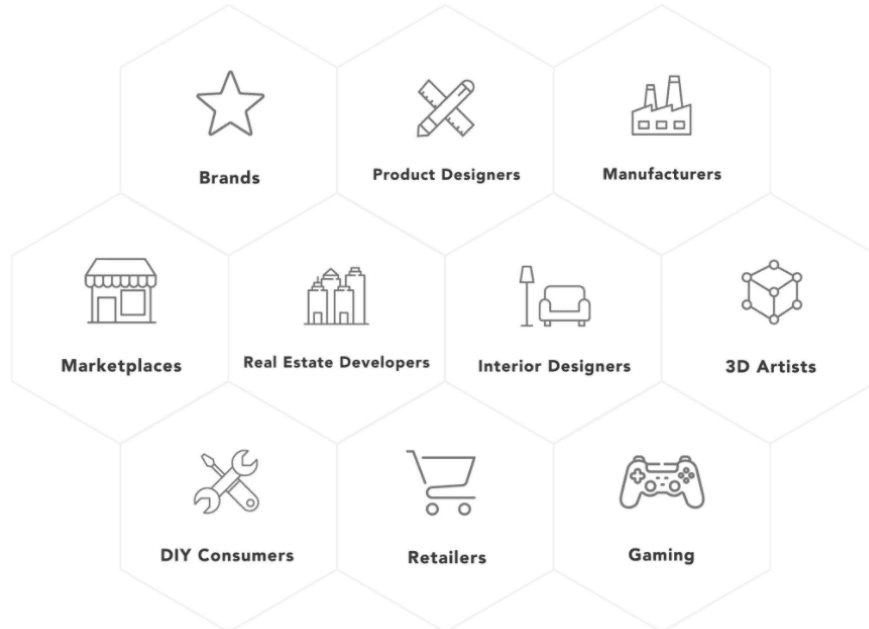 Brands
Product Designers
Manufacturers
Marketplaces
Real Estate Developers
Interior Designers
3D Artists
DIY Consumers
Retailers
Gaming